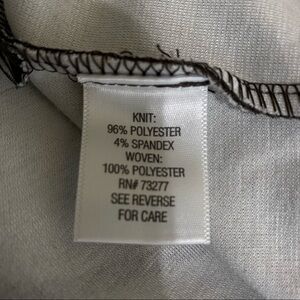 KNIT:
96% POLYESTER
4% SPANDEX
WOVEN:
100% POLYESTER
RN# 73277
SEE REVERSE
FOR CARE